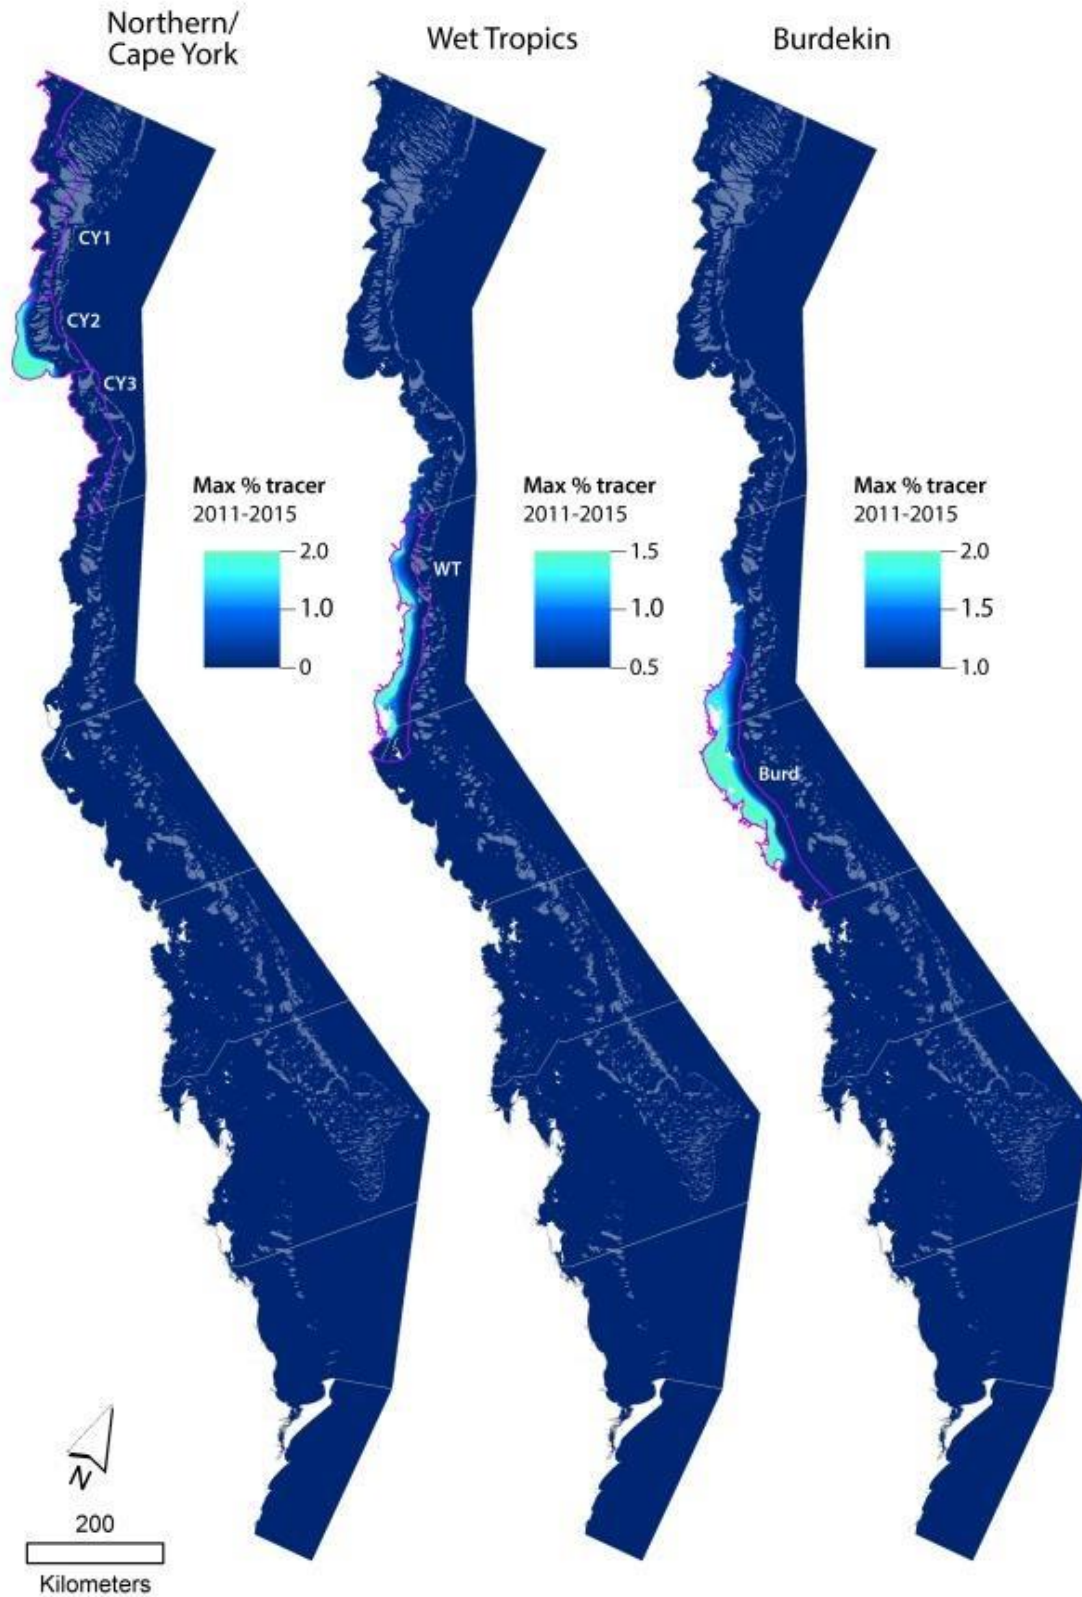 Northern/
Cape York
Wet Tropics
Burdekin
CY1
CY2
CY3
Max % tracer
2011-2015
2.0
1.0
0
WT
Max % tracer
2011-2015
1.5
1.0
0.5
Max % tracer
2011-2015
2.0
1.5
1.0
Burd
N
200
Kilometers